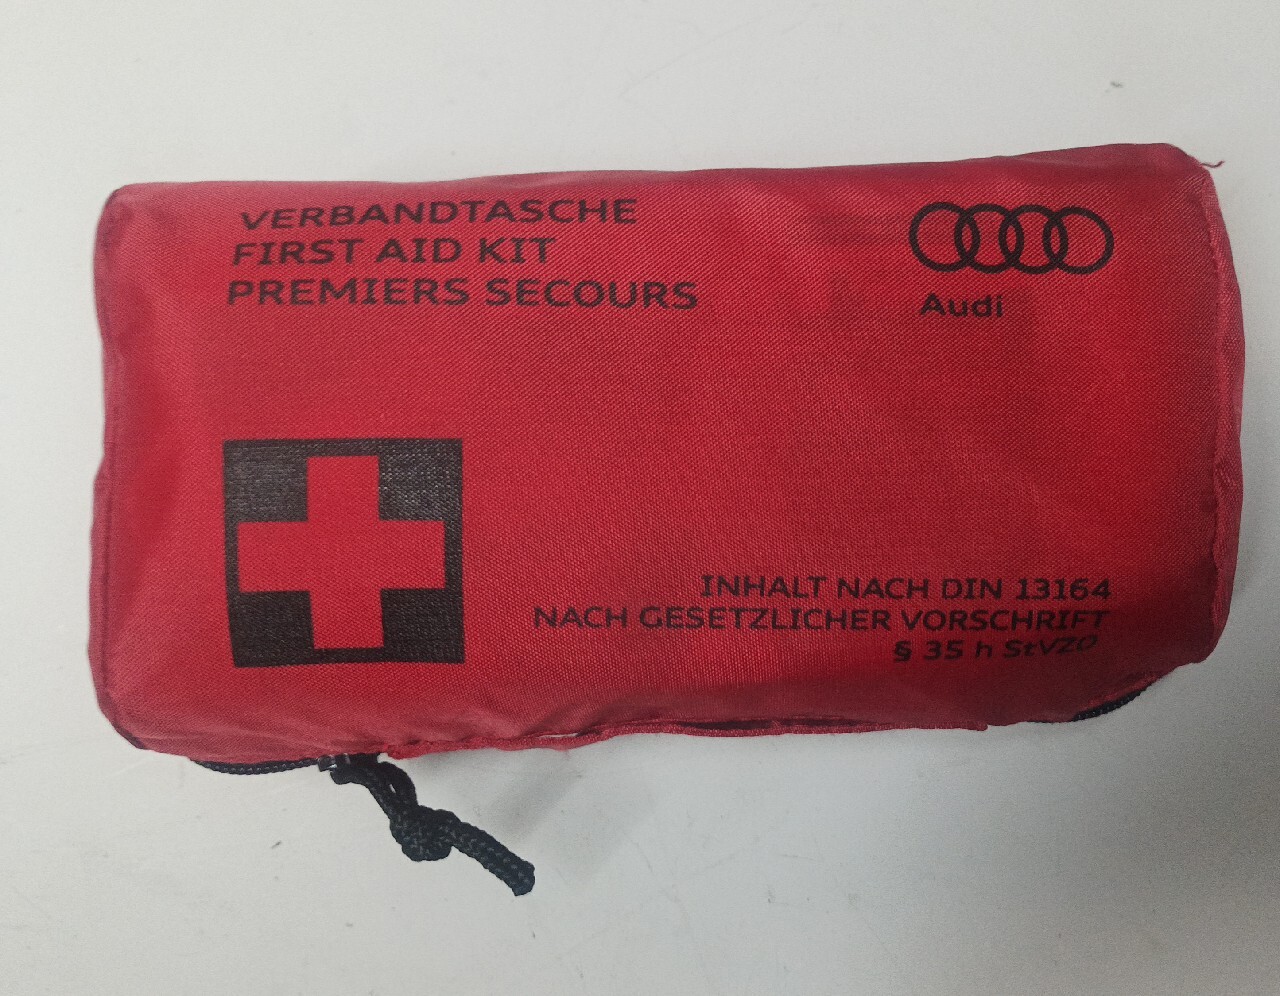 VERBANDTASCHE
FIRST AID KIT
PREMIERS SECOURS
Audi
INHALT NACH DIN 13164
NACH GESETZLICHER VORSCHRIFT
§ 35 h StVZO